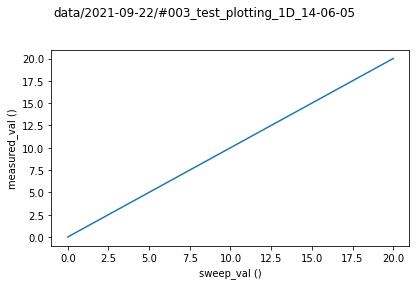 data/2021-09-22/#003_test_plotting_1D_14-06-05
20.0
17.5
15.0
12.5
10.0
7.5
5.0
2.5
0.0
measured_val ()
0.0 2.5 5.0 7.5 10.0 12.5 15.0 17.5 20.0
sweep_val ()